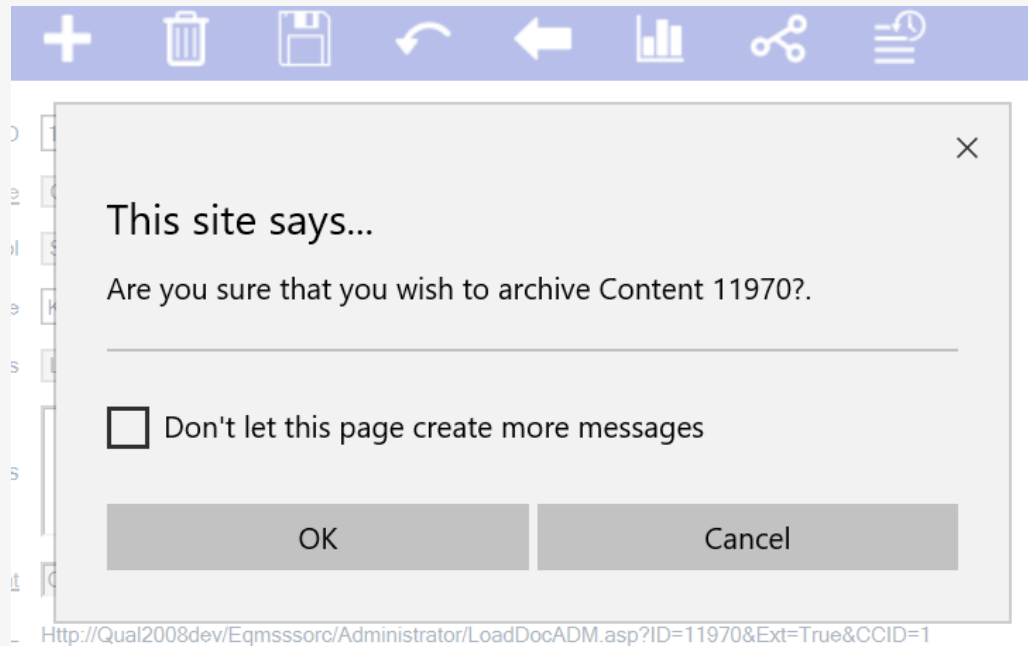 This site says...
Are you sure that you wish to archive Content 11970?.
Don't let this page create more messages
OK
Cancel
Http://Qual2008dev/Eqmsssorc/Administrator/LoadDocADM.asp?ID=11970&Ext=True&CCID=1